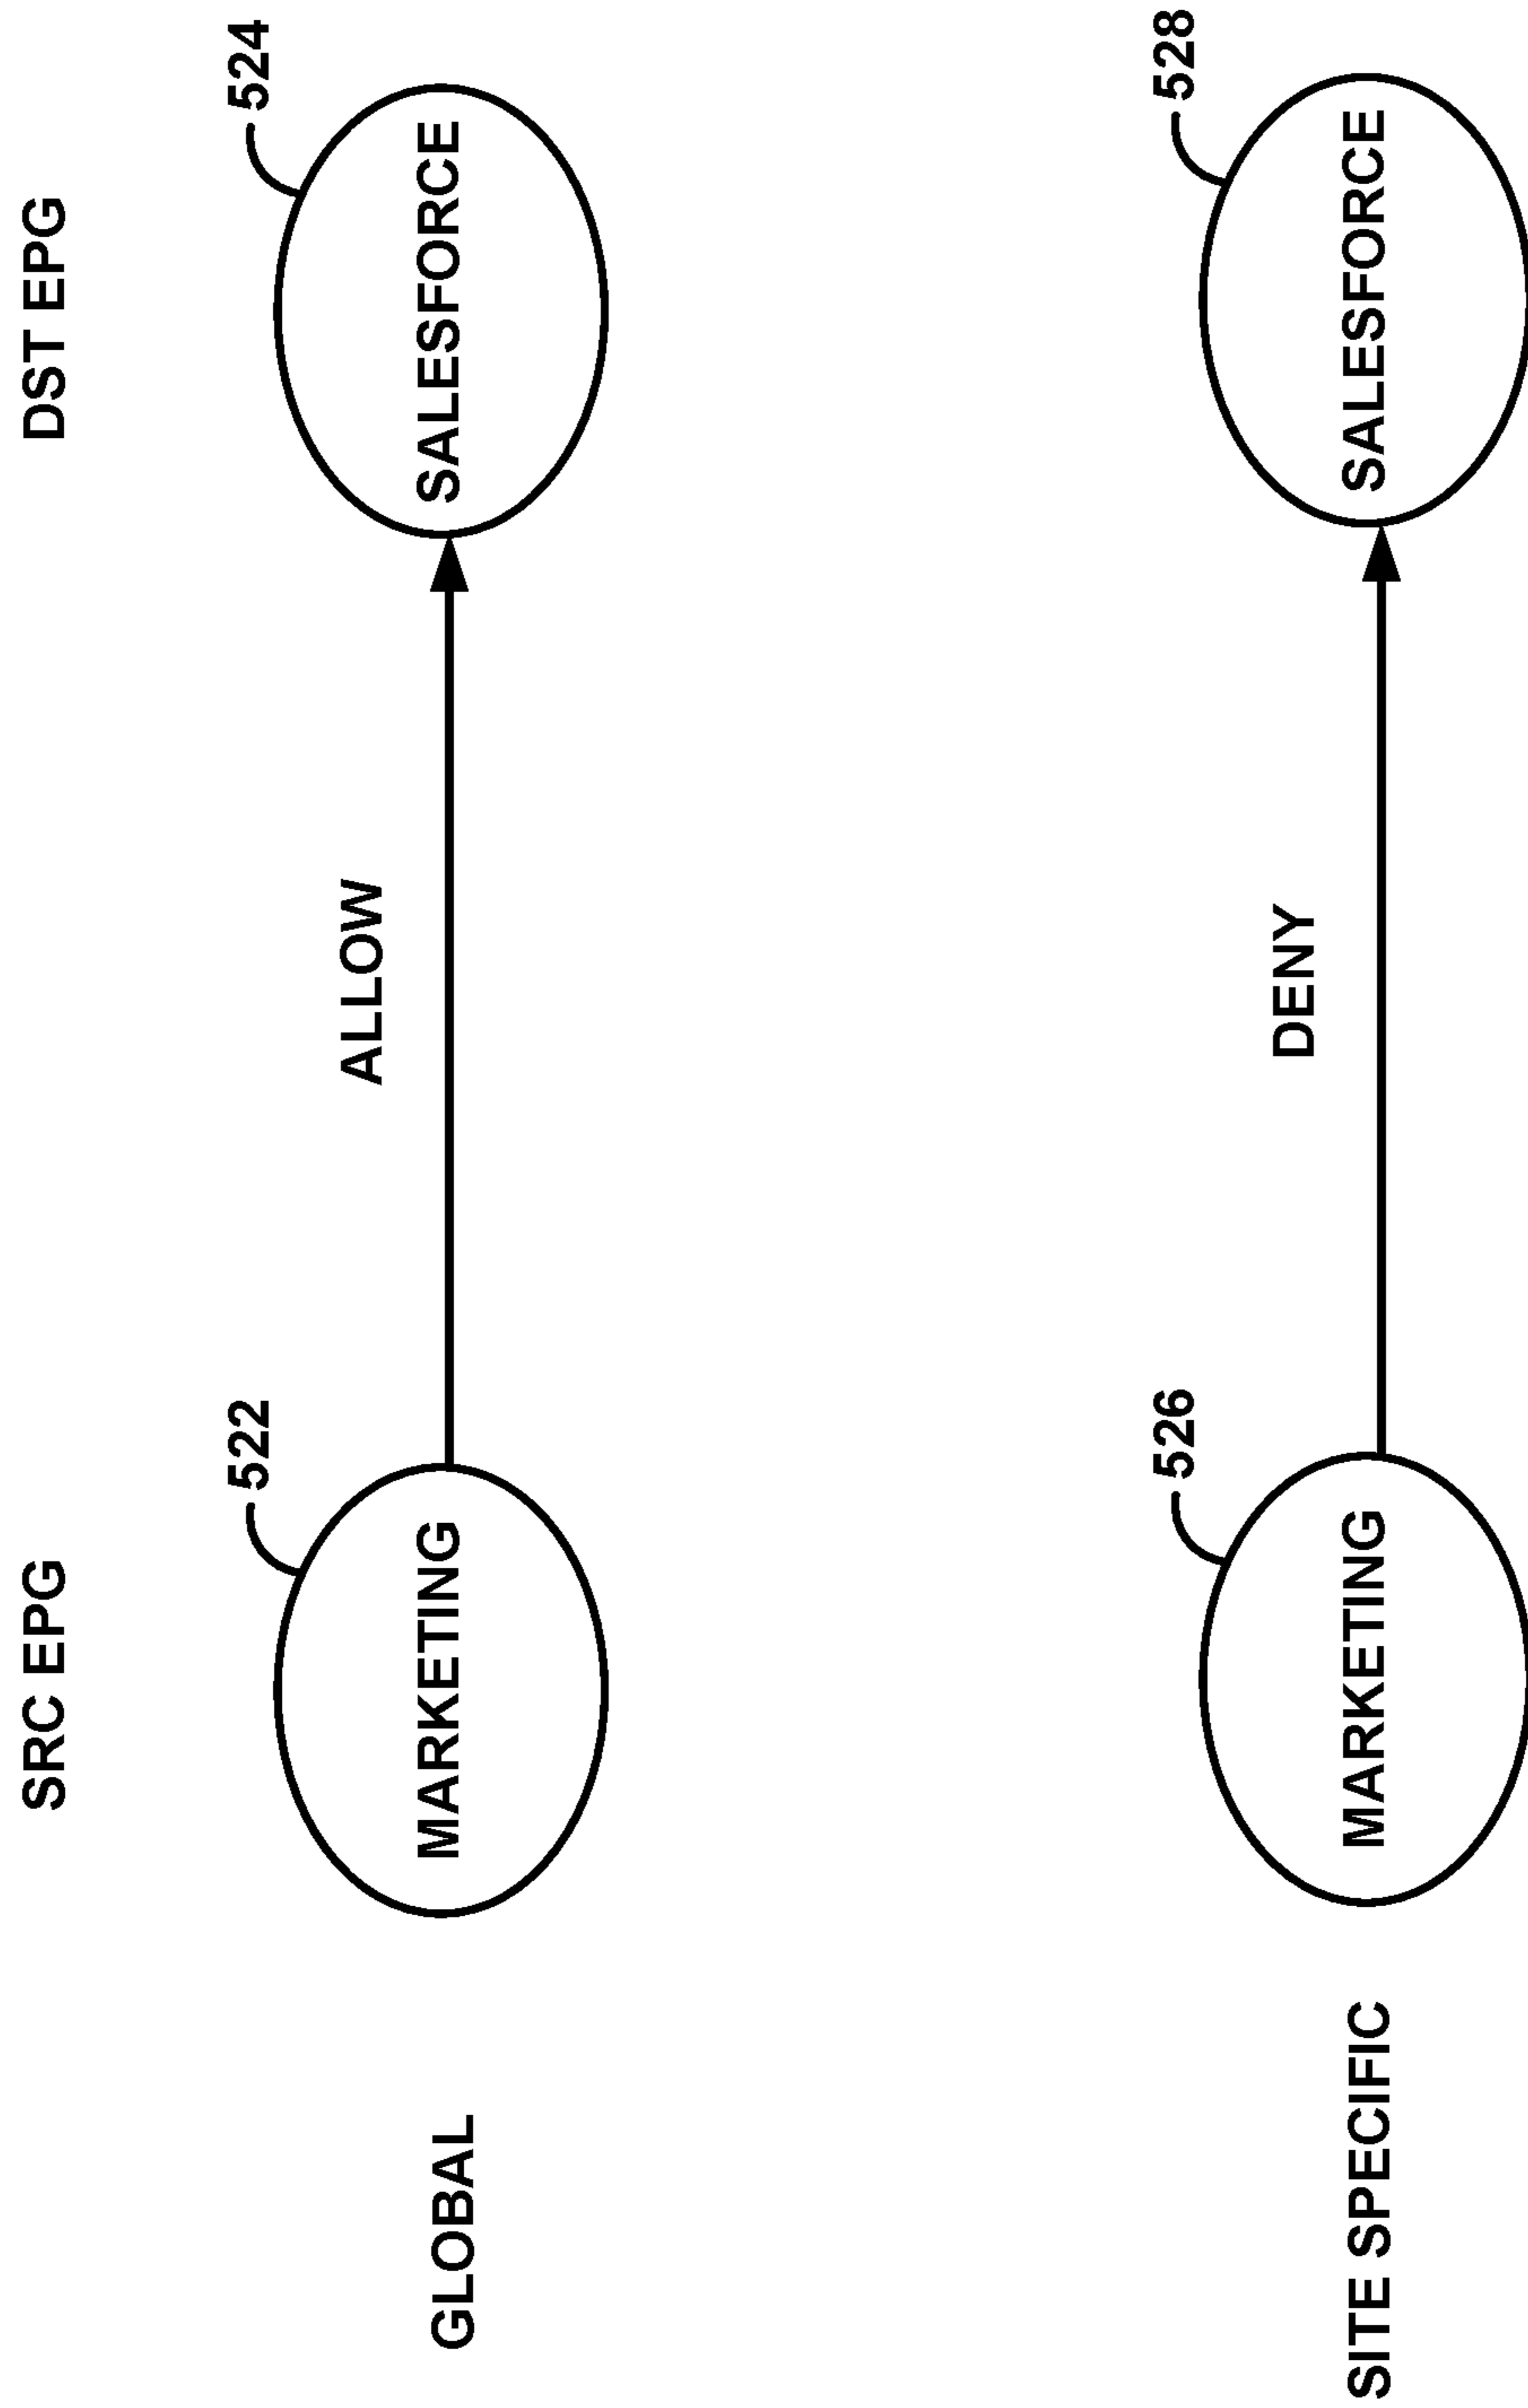 SRC EPG
DST EPG
522
524
ALLOW
GLOBAL
MARKETING
SALESFORCE
526
528
DENY
SITE SPECIFIC
MARKETING
SALESFORCE